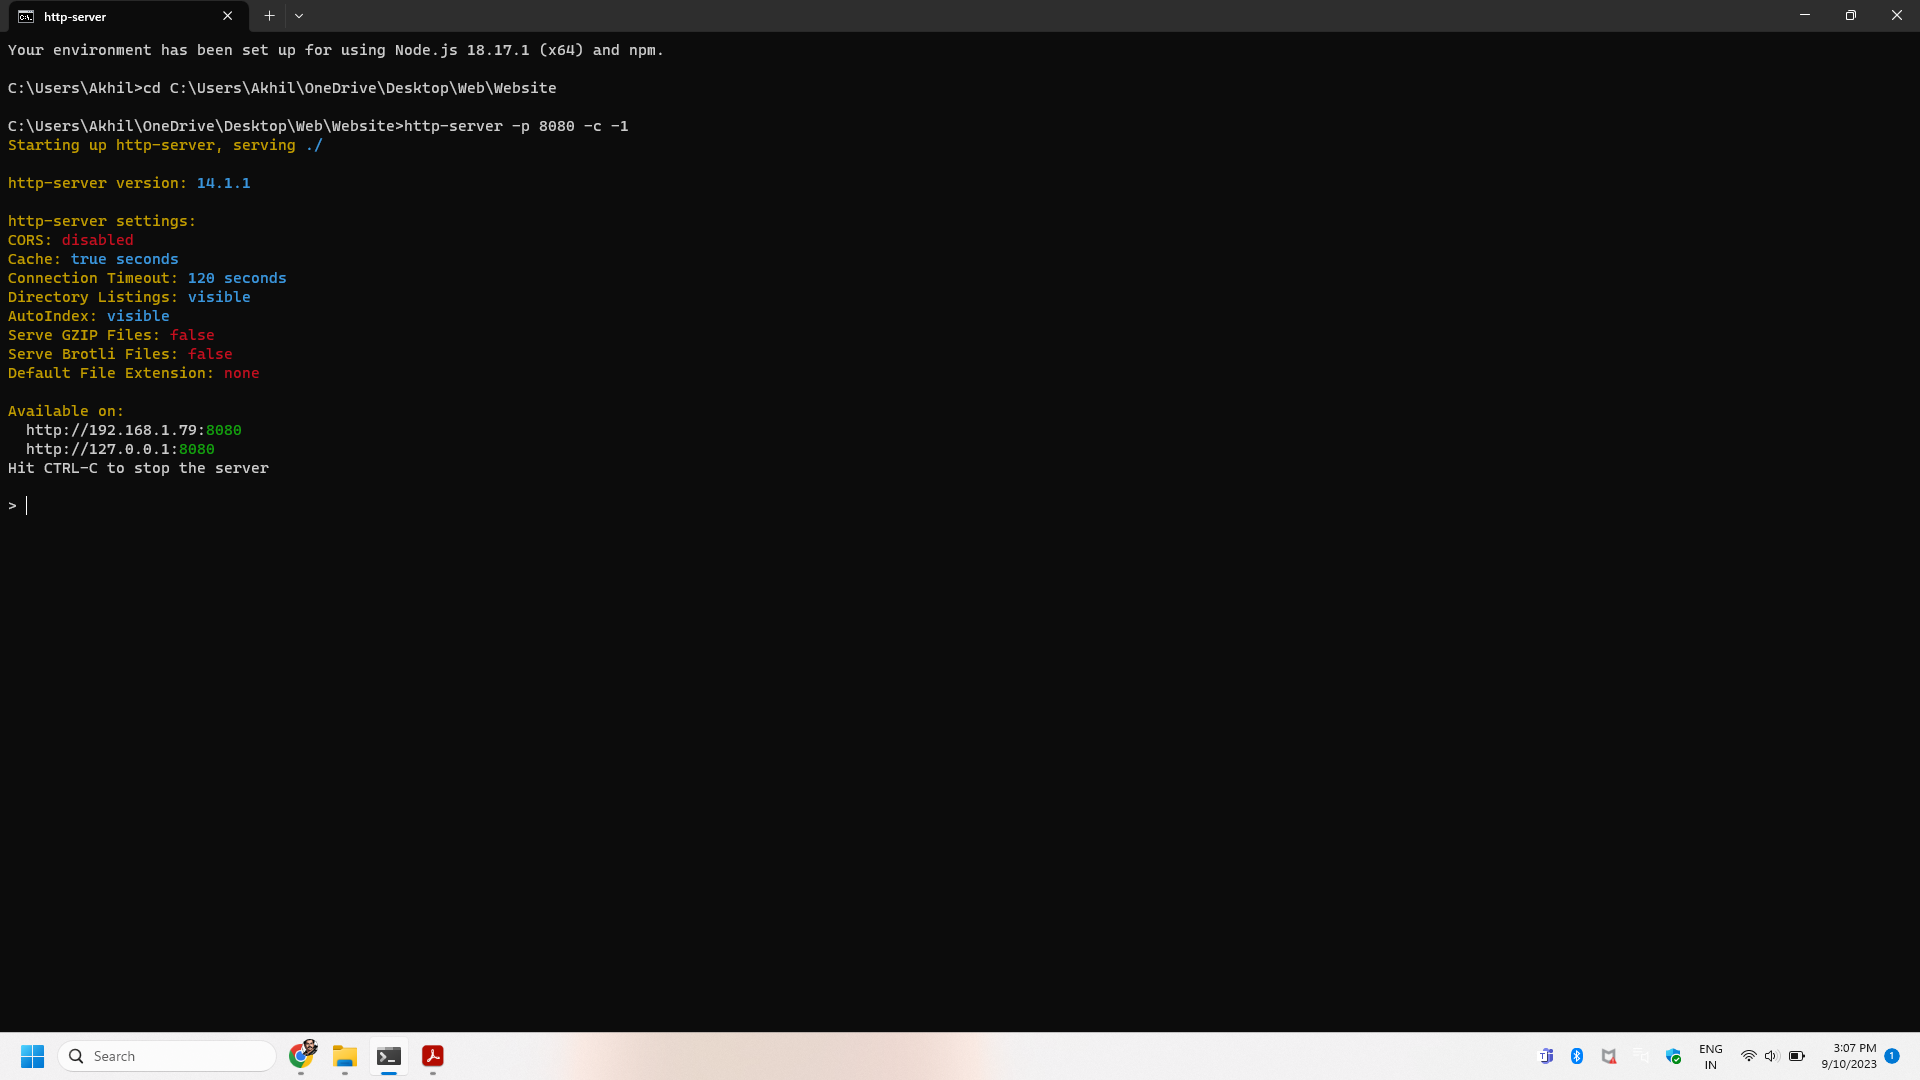 http-server
Your environment has been set up for using Node.js 18.17.1 (x64) and npm.
C:\Users\Akhil>cd C:\Users\Akhil\OneDrive\Desktop\Web\Website
C:\Users\Akhil\OneDrive\Desktop\Web\Website>http-server -p 8080 -c -1
Starting up http-server, serving ./
http-server version: 14.1.1
http-server settings:
CORS: disabled
Cache: true seconds
Connection Timeout: 120 seconds
Directory Listings: visible
AutoIndex: visible
Serve GZIP Files: false
Serve Brotli Files: false
Default File Extension: none
Available on:
  http://192.168.1.79:8080
  http://127.0.0.1:8080
Hit CTRL-C to stop the server
>
Search
ENG
IN
3:07 PM
9/10/2023
1